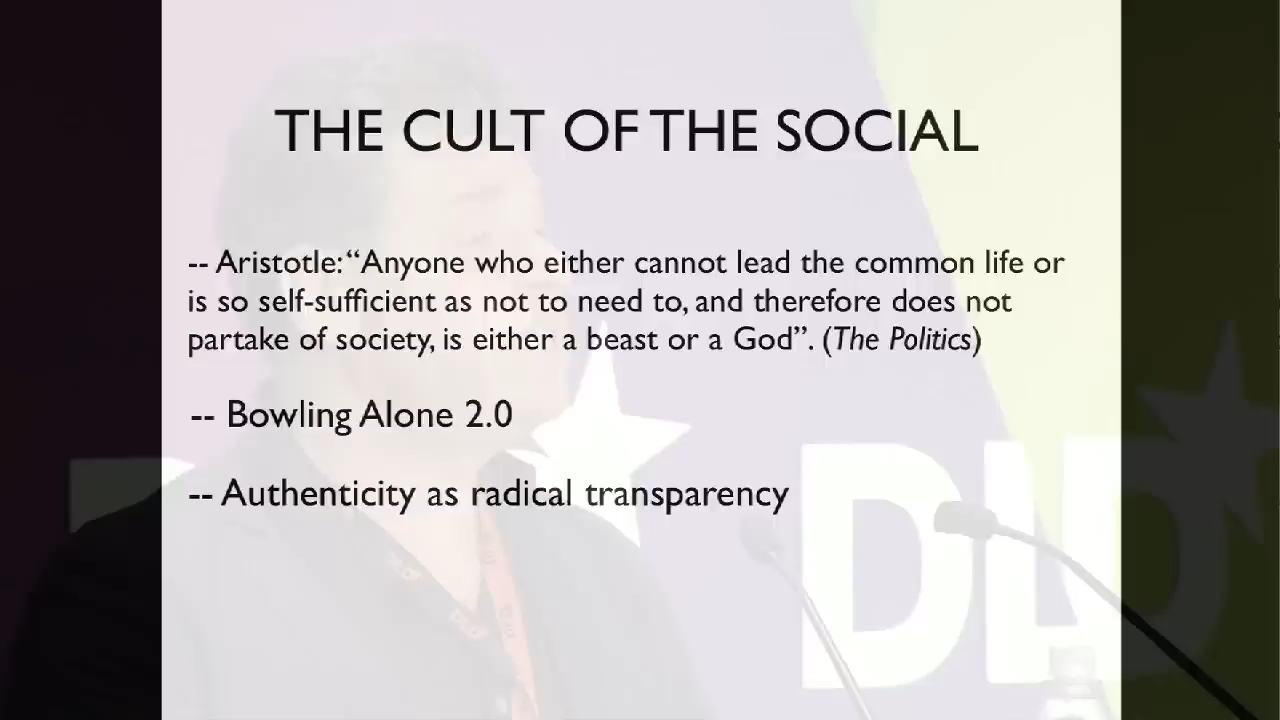 THE CULT OF THE SOCIAL
-- Aristotle: “Anyone who either cannot lead the common life or
is so self-sufficient as not to need to, and therefore does not
partake of society, is either a beast or a God”. (The Politics)
-- Bowling Alone 2.0
-- Authenticity as radical transparency
DLD